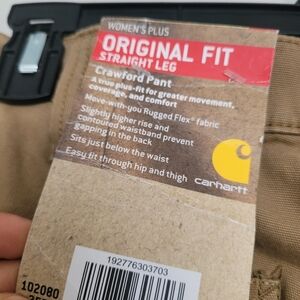 WOMEN'S PLUS
ORIGINAL FIT
STRAIGHT LEG
Crawford Pant
A true plus-fit for greater movement,
coverage, and comfort
Move-with-you Rugged Flex® fabric
Slightly higher rise and
contoured waistband prevent
gapping in the back
Sits just below the waist
Easy fit through hip and thigh
carhartt
192776303703
102080